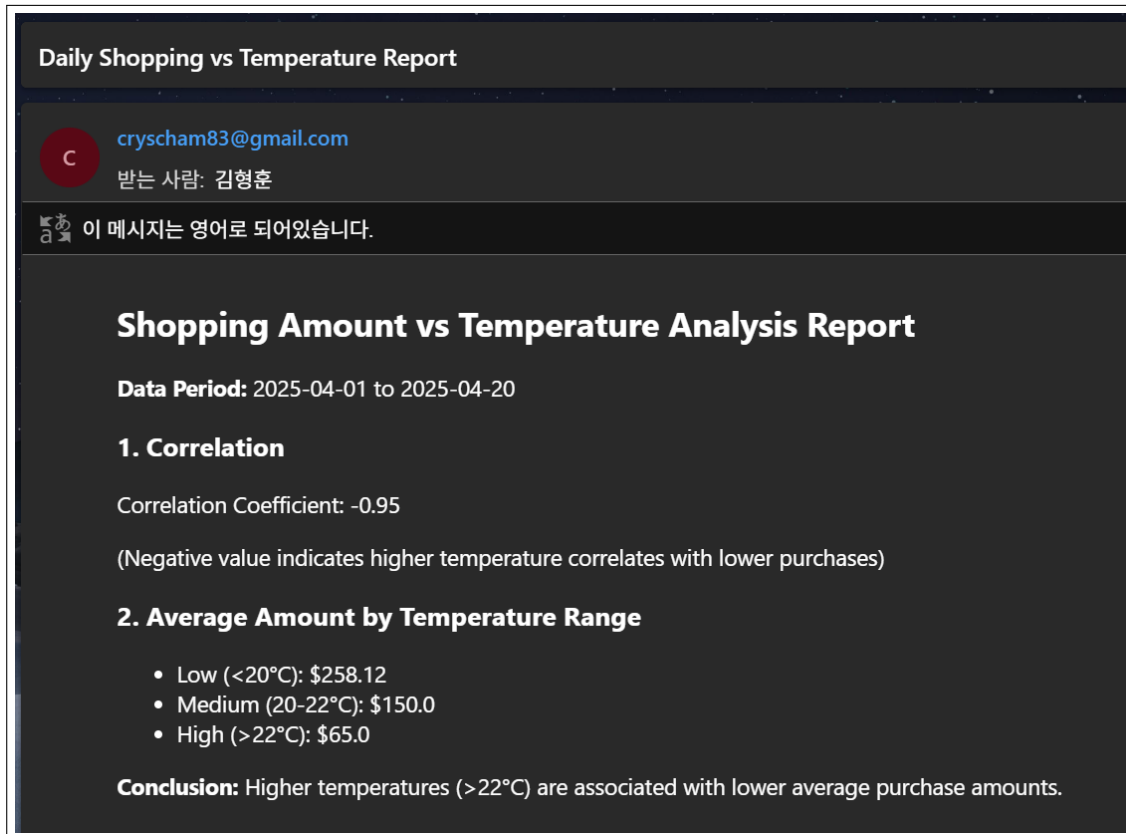 Daily Shopping vs Temperature Report
C
cryscham83@gmail.com
받는 사람: 김형훈
이 메시지는 영어로 되어있습니다.
Shopping Amount vs Temperature Analysis Report
Data Period: 2025-04-01 to 2025-04-20
1. Correlation
Correlation Coefficient: -0.95
(Negative value indicates higher temperature correlates with lower purchases)
2. Average Amount by Temperature Range
• Low (<20°C): $258.12
• Medium (20-22°C): $150.0
• High (>22°C): $65.0
Conclusion: Higher temperatures (>22°C) are associated with lower average purchase amounts.